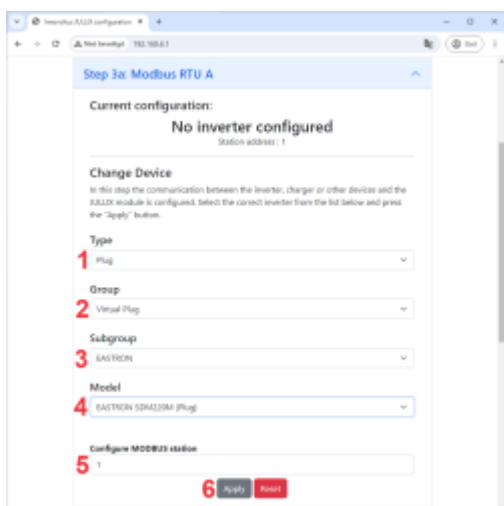 Step 3a: Modbus RTU A
Current configuration:
No inverter configured
Station address: 1
Change Device
In this step the communication between the inverter, charger or other devices and the
module is configured. Select the correct inverter from the list below and press
the "Apply" button.
Type
1 Plug
Group
2 Virtual Plug
Subgroup
3 EASTRON
Model
4 EASTRON SDM220M (Plug)
Configure MODBUS station
5 1
6 Apply Reset